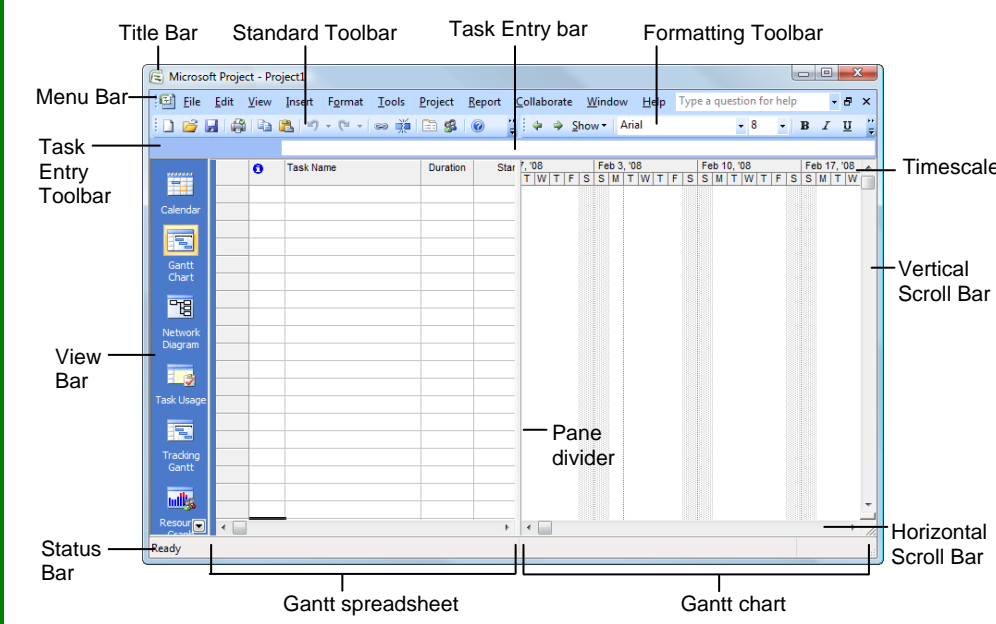 Title Bar Standard Toolbar Task Entry bar Formatting Toolbar
Microsoft Project - Project1
Menu Bar
File Edit View Insert Format Tools Project Report Collaborate Window Help Type a question for help
Show Arial 8 B I U
Task
Entry
Toolbar
Task Name Duration Star
7, '08 Feb 3, '08 Feb 10, '08 Feb 17, '08
T W T F S S M T W T F S S M T W T F S S M T W
Timescale
Calendar
Gantt
Chart
Vertical
Scroll Bar
Network
Diagram
View
Bar
Task Usage
Pane
divider
Tracking
Gantt
Resour
Status
Bar
Ready
Horizontal
Scroll Bar
Gantt spreadsheet Gantt chart